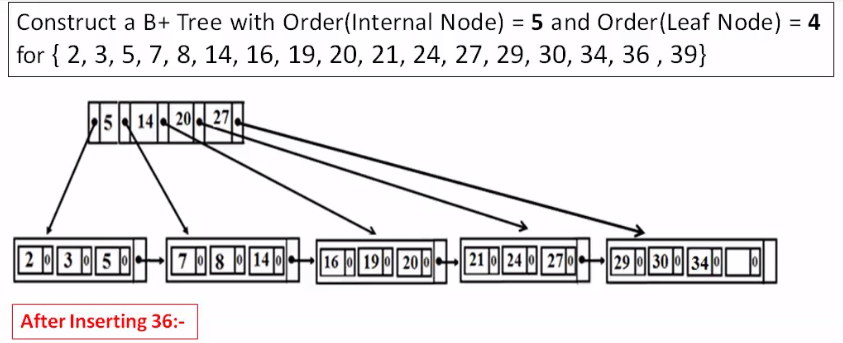 Construct a B+ Tree with Order(Internal Node) = 5 and Order(Leaf Node) = 4
for { 2, 3, 5, 7, 8, 14, 16, 19, 20, 21, 24, 27, 29, 30, 34, 36 , 39}
5 14 20 27
2 0 3 0 5 0 7 0 8 0 14 0 16 0 19 0 20 0 21 0 24 0 27 0 29 0 30 0 34 0 0
After Inserting 36:-